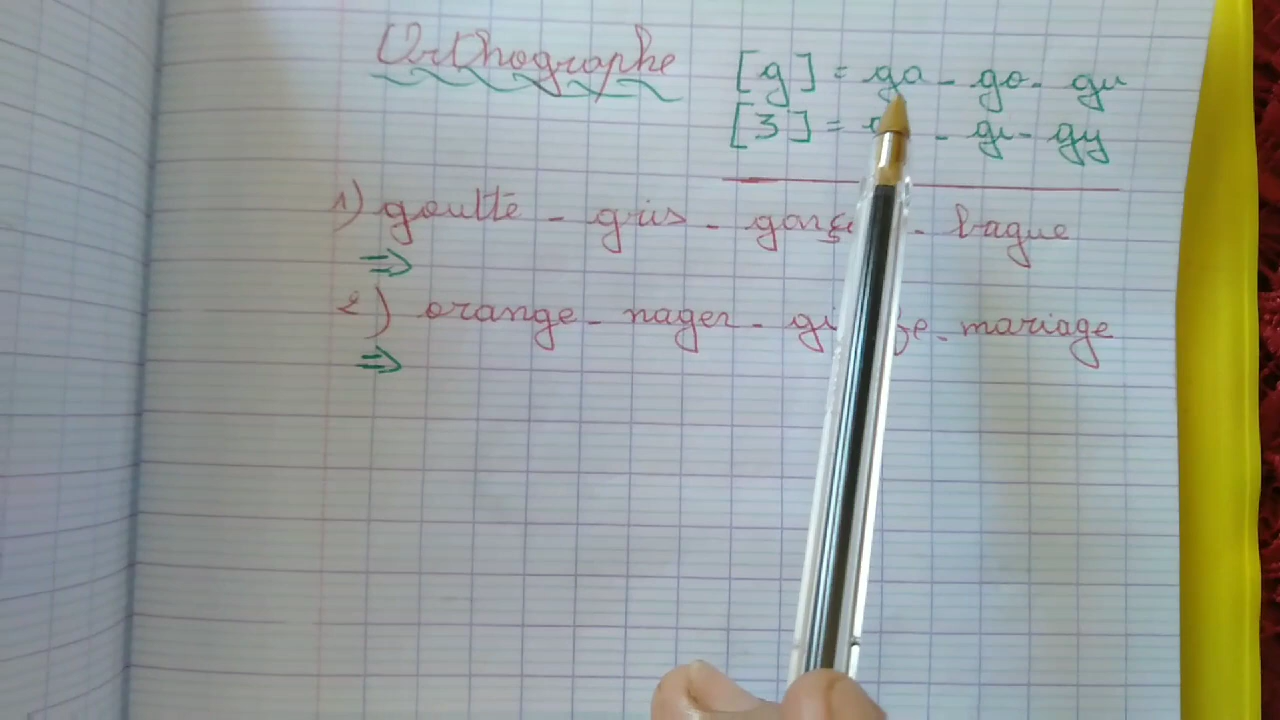 Orthographe
[g] = ga - go - gu
[ʒ] = - gi - gy
1) goutte - gris - - bague
⇒
2) orange - nager - - mariage
⇒